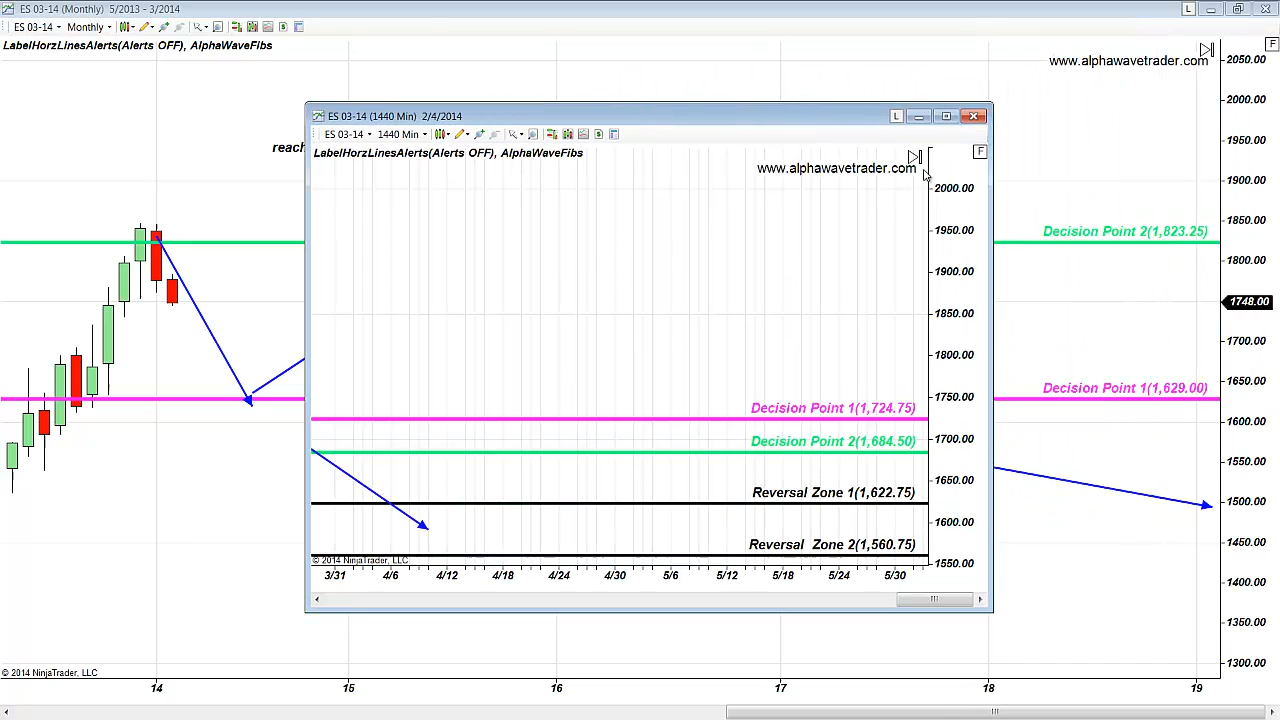 ES 03-14 (Monthly) 5/2013 - 3/2014
L
ES 03-14 Monthly
LabelHorzLinesAlerts(Alerts OFF), AlphaWaveFibs
F
www.alphawavetrader.com
2050.00
2000.00
1950.00
1900.00
1850.00
1800.00
1748.00
1700.00
1650.00
1600.00
1550.00
1500.00
1450.00
1400.00
1350.00
1300.00
reach
Decision Point 2(1,823.25)
Decision Point 1(1,629.00)
ES 03-14 (1440 Min) 2/4/2014
L
ES 03-14 1440 Min
LabelHorzLinesAlerts(Alerts OFF), AlphaWaveFibs
F
www.alphawavetrader.com
2000.00
1950.00
1900.00
1850.00
1800.00
1750.00
1700.00
1650.00
1600.00
1550.00
Decision Point 1(1,724.75)
Decision Point 2(1,684.50)
Reversal Zone 1(1,622.75)
Reversal  Zone 2(1,560.75)
© 2014 NinjaTrader, LLC
3/31 4/6 4/12 4/18 4/24 4/30 5/6 5/12 5/18 5/24 5/30
© 2014 NinjaTrader, LLC
14 15 16 17 18 19